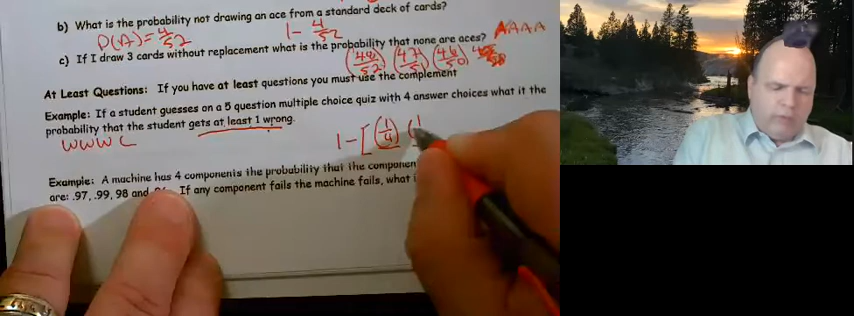 b) What is the probability not drawing an ace from a standard deck of cards?
P(A) = 4/52 1 - 4/52
c) If I draw 3 cards without replacement what is the probability that none are aces? AAAA
(48/52) (47/51) (46/50)
At Least Questions: If you have at least questions you must use the complement
Example: If a student guesses on a 5 question multiple choice quiz with 4 answer choices what it the
probability that the student gets at least 1 wrong.
WWWC 1 - [(1/4) (1
Example: A machine has 4 components the probability that the componen
are: .97, .99, 98 and If any component fails the machine fails, what i